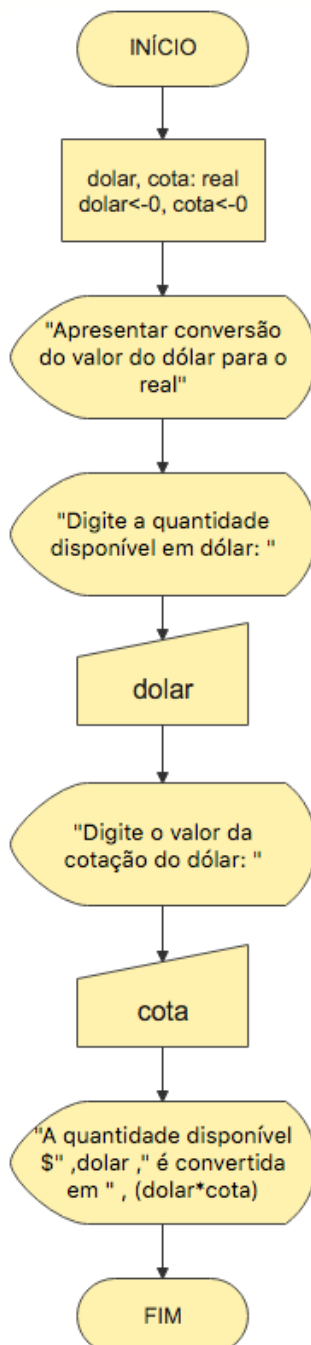 INÍCIO
dolar, cota: real
dolar<-0, cota<-0
"Apresentar conversão
do valor do dólar para o
real"
"Digite a quantidade
disponível em dólar: "
dolar
"Digite o valor da
cotação do dólar: "
cota
"A quantidade disponível
$" ,dolar ," é convertida
em " , (dolar*cota)
FIM